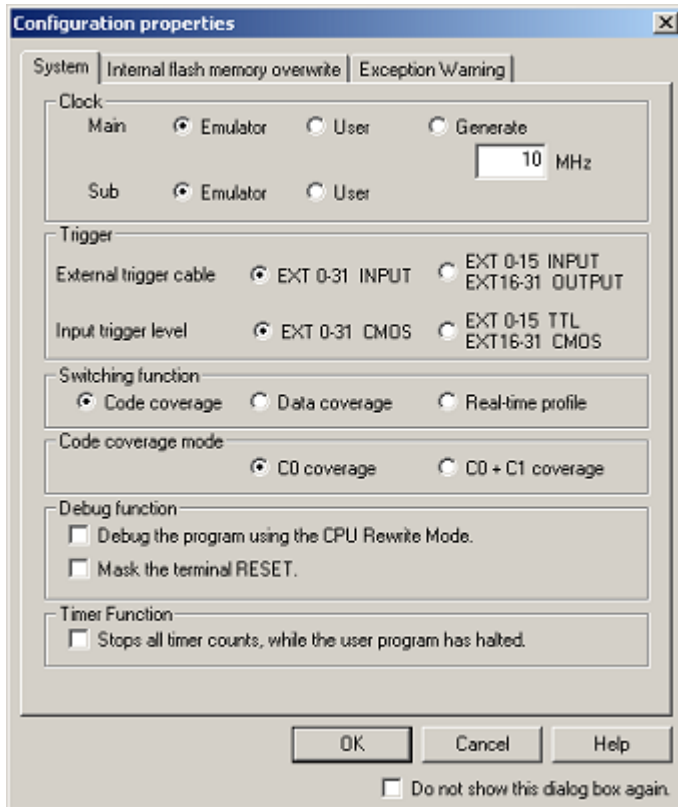 Configuration properties
System Internal flash memory overwrite Exception Warning
Clock
Main Emulator User Generate
10 MHz
Sub Emulator User
Trigger
External trigger cable EXT 0-31 INPUT EXT 0-15 INPUT
EXT16-31 OUTPUT
Input trigger level EXT 0-31 CMOS EXT 0-15 TTL
EXT16-31 CMOS
Switching function
Code coverage Data coverage Real-time profile
Code coverage mode
C0 coverage C0 + C1 coverage
Debug function
Debug the program using the CPU Rewrite Mode.
Mask the terminal RESET.
Timer Function
Stops all timer counts, while the user program has halted.
OK Cancel Help
Do not show this dialog box again.